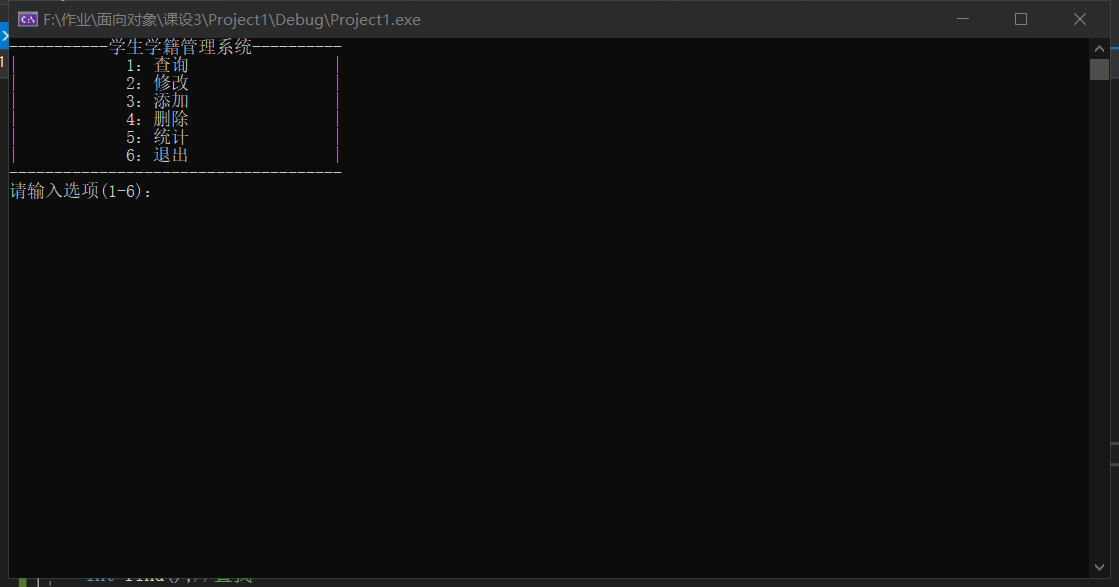 F:\作业\面向对象\课设3\Project1\Debug\Project1.exe
-----------学生学籍管理系统----------
| 1：查询 |
| 2：修改 |
| 3：添加 |
| 4：删除 |
| 5：统计 |
| 6：退出 |
-------------------------------------
请输入选项(1-6)：